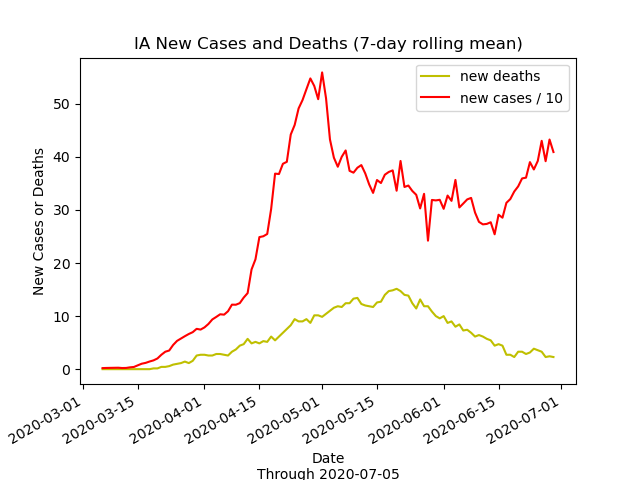 IA New Cases and Deaths (7-day rolling mean)
new deaths
new cases / 10
New Cases or Deaths
50
40
30
20
10
0
2020-03-01
2020-03-15
2020-04-01
2020-04-15
2020-05-01
2020-05-15
2020-06-01
2020-06-15
2020-07-01
Date
Through 2020-07-05